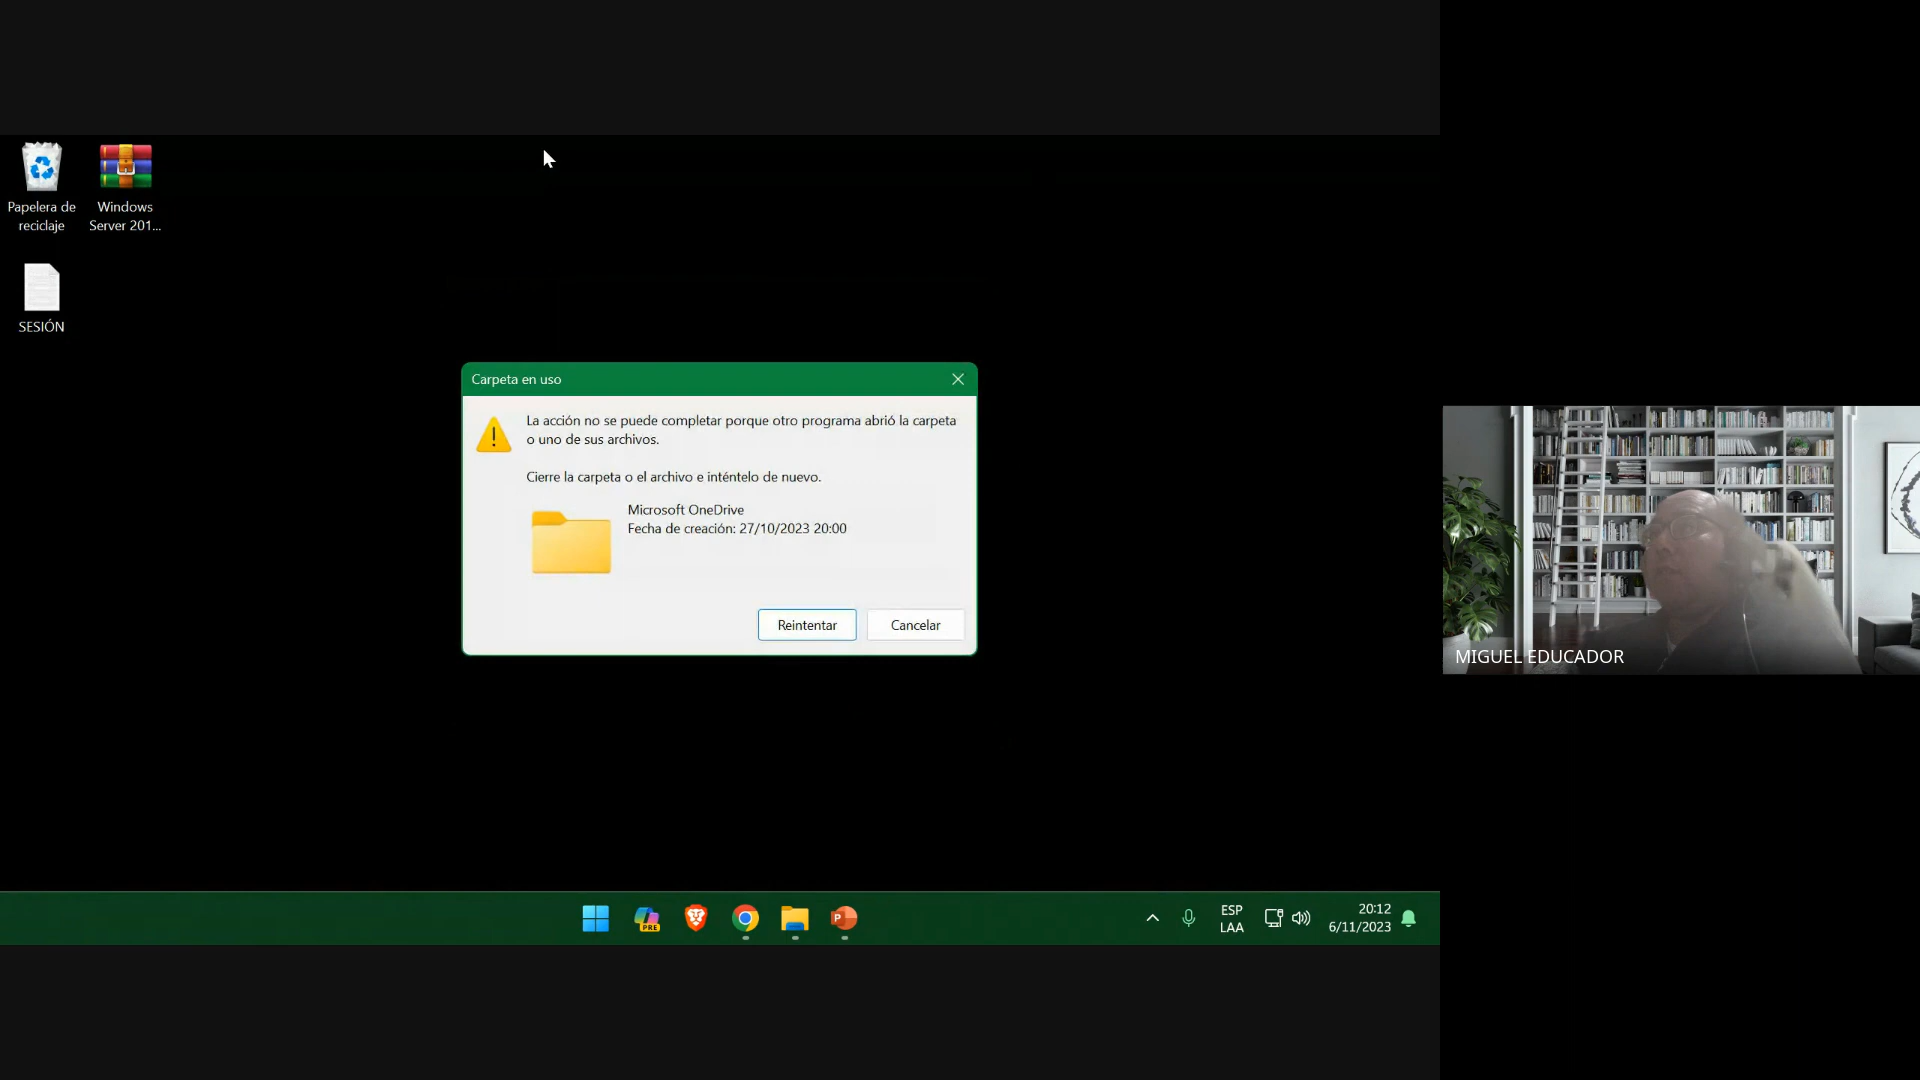 Papelera de
reciclaje
Windows
Server 201...
SESIÓN
Carpeta en uso
La acción no se puede completar porque otro programa abrió la carpeta
o uno de sus archivos.
Cierre la carpeta o el archivo e inténtelo de nuevo.
Microsoft OneDrive
Fecha de creación: 27/10/2023 20:00
Reintentar
Cancelar
MIGUEL EDUCADOR
PRE
P
ESP
LAA
20:12
6/11/2023